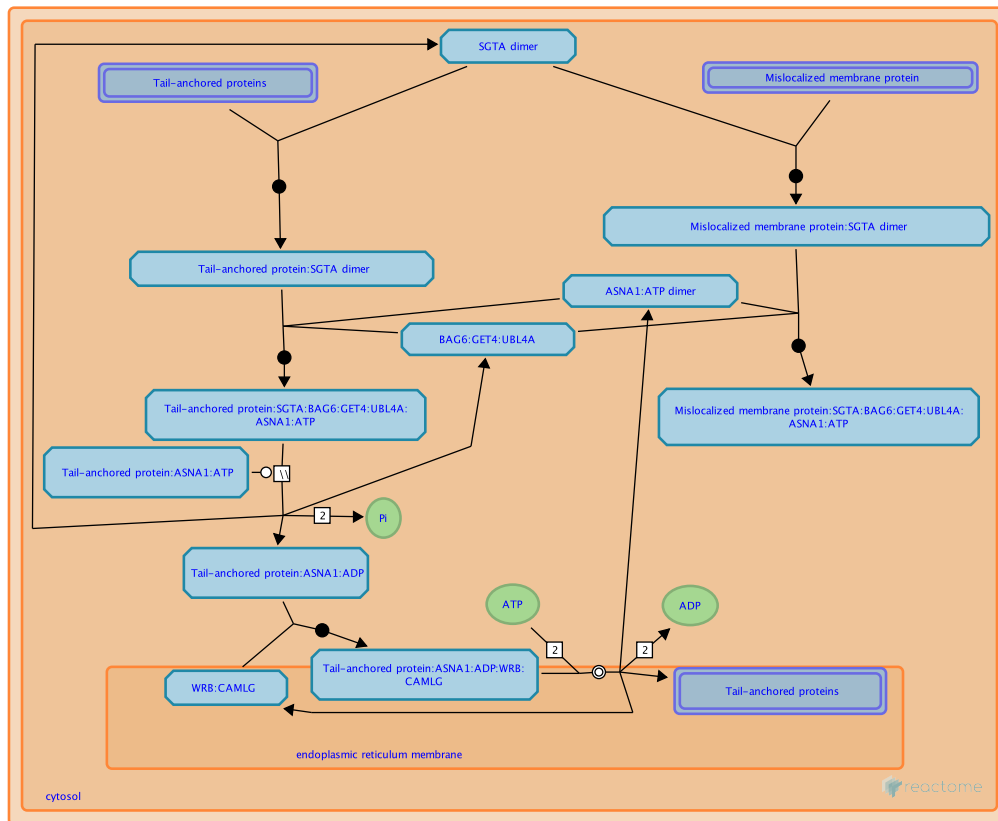 SGTA dimer
Tail-anchored proteins
Mislocalized membrane protein
Mislocalized membrane protein:SGTA dimer
Tail-anchored protein:SGTA dimer
ASNA1:ATP dimer
BAG6:GET4:UBL4A
Tail-anchored protein:SGTA:BAG6:GET4:UBL4A:
ASNA1:ATP
Mislocalized membrane protein:SGTA:BAG6:GET4:UBL4A:
ASNA1:ATP
Tail-anchored protein:ASNA1:ATP
\\
2
Pi
Tail-anchored protein:ASNA1:ADP
ATP
ADP
2
2
Tail-anchored protein:ASNA1:ADP:WRB:
CAMLG
WRB:CAMLG
Tail-anchored proteins
endoplasmic reticulum membrane
cytosol
reactome